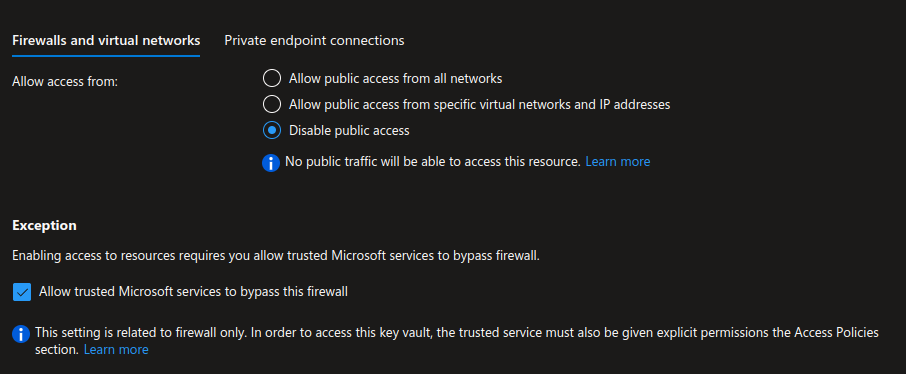 Firewalls and virtual networks
Private endpoint connections
Allow access from:
Allow public access from all networks
Allow public access from specific virtual networks and IP addresses
Disable public access
No public traffic will be able to access this resource. Learn more
Exception
Enabling access to resources requires you allow trusted Microsoft services to bypass firewall.
Allow trusted Microsoft services to bypass this firewall
This setting is related to firewall only. In order to access this key vault, the trusted service must also be given explicit permissions the Access Policies
section. Learn more